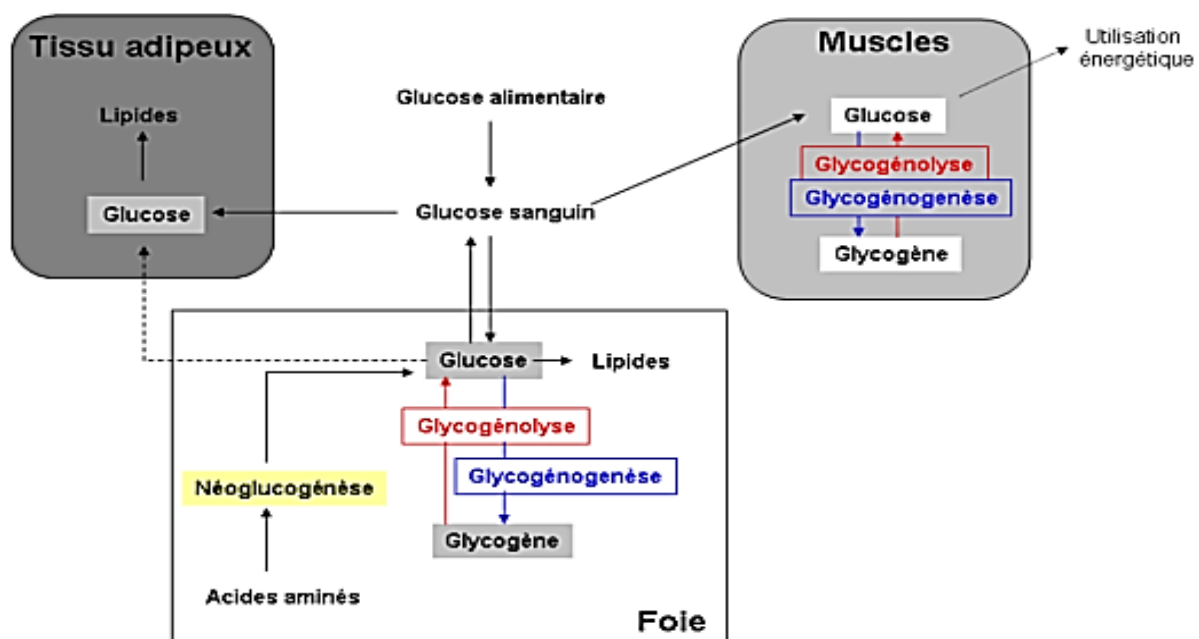 Tissu adipeux
Lipides
Glucose
Glucose alimentaire
Glucose sanguin
Muscles
Utilisation
énergétique
Glucose
Glycogénolyse
Glycogénogenèse
Glycogène
Glucose
Lipides
Glycogénolyse
Glycogénogenèse
Néoglucogénèse
Glycogène
Acides aminés
Foie